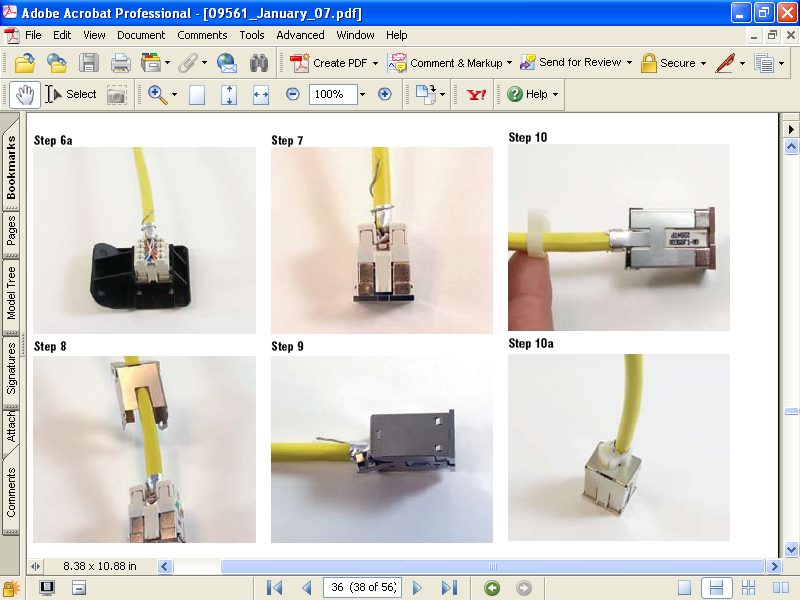 Adobe Acrobat Professional - [09561_January_07.pdf]
File Edit View Document Comments Tools Advanced Window Help
Create PDF Comment & Markup Send for Review Secure
Select 100% Y! Help
Bookmarks
Pages
Model Tree
Signatures
Attach
Comments
Step 6a
Step 7
Step 10
Step 8
Step 9
Step 10a
8.38 x 10.88 in
36 (38 of 56)